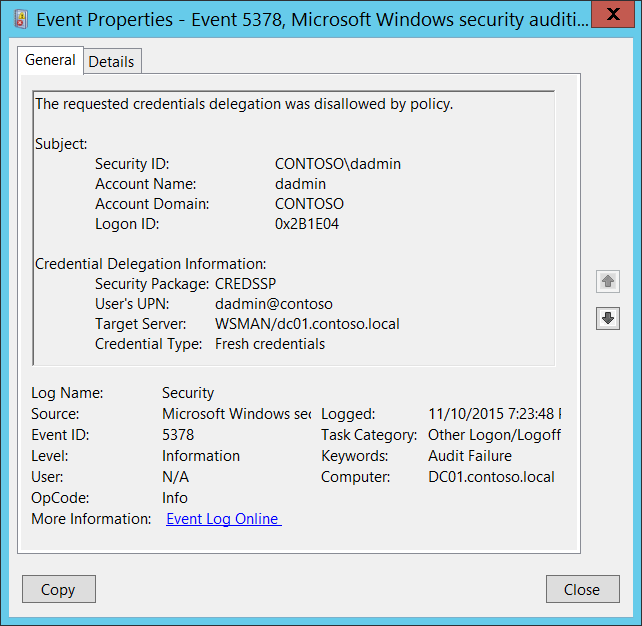 Event Properties - Event 5378, Microsoft Windows security auditi...
X
General Details
The requested credentials delegation was disallowed by policy.
Subject:
Security ID: CONTOSO\dadmin
Account Name: dadmin
Account Domain: CONTOSO
Logon ID: 0x2B1E04
Credential Delegation Information:
Security Package: CREDSSP
User's UPN: dadmin@contoso
Target Server: WSMAN/dc01.contoso.local
Credential Type: Fresh credentials
Log Name: Security
Source: Microsoft Windows sec Logged: 11/10/2015 7:23:48
Event ID: 5378 Task Category: Other Logon/Logoff
Level: Information Keywords: Audit Failure
User: N/A Computer: DC01.contoso.local
OpCode: Info
More Information: Event Log Online
Copy Close